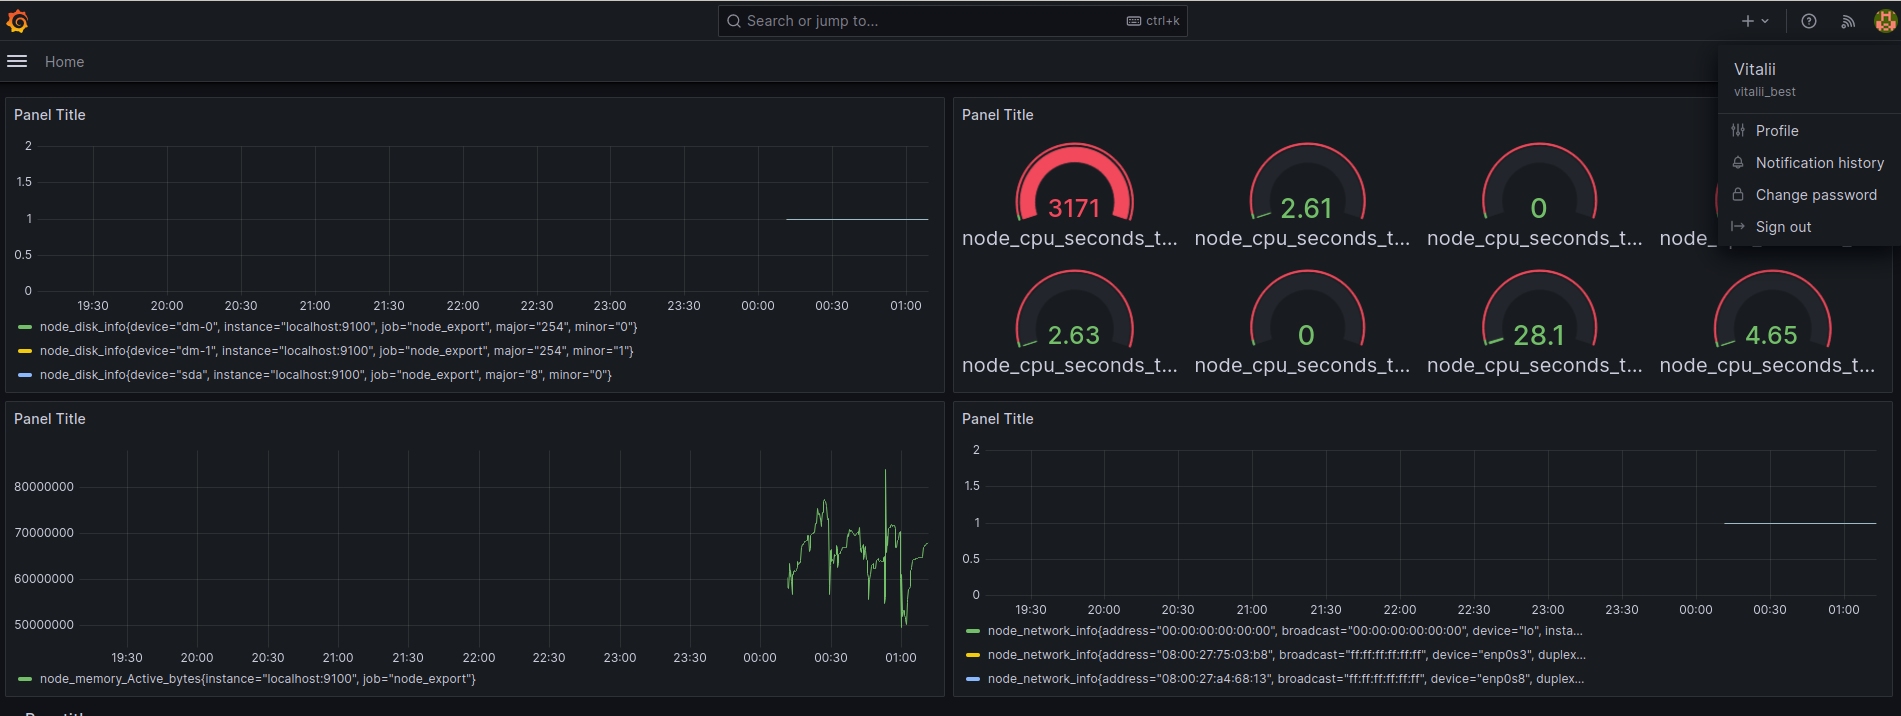 Search or jump to...
ctrl+k
Home
Vitalii
vitalii_best
Profile
Notification history
Change password
Sign out
Panel Title
2
1.5
1
0.5
0
19:30 20:00 20:30 21:00 21:30 22:00 22:30 23:00 23:30 00:00 00:30 01:00
node_disk_info{device="dm-0", instance="localhost:9100", job="node_export", major="254", minor="0"}
node_disk_info{device="dm-1", instance="localhost:9100", job="node_export", major="254", minor="1"}
node_disk_info{device="sda", instance="localhost:9100", job="node_export", major="8", minor="0"}
Panel Title
3171
node_cpu_seconds_t...
2.61
node_cpu_seconds_t...
0
node_cpu_seconds_t...
2.63
node_cpu_seconds_t...
0
node_cpu_seconds_t...
28.1
node_cpu_seconds_t...
4.65
node_cpu_seconds_t...
Panel Title
80000000
70000000
60000000
50000000
19:30 20:00 20:30 21:00 21:30 22:00 22:30 23:00 23:30 00:00 00:30 01:00
node_memory_Active_bytes{instance="localhost:9100", job="node_export"}
Panel Title
2
1.5
1
0.5
0
19:30 20:00 20:30 21:00 21:30 22:00 22:30 23:00 23:30 00:00 00:30 01:00
node_network_info{address="00:00:00:00:00:00", broadcast="00:00:00:00:00:00", device="lo", insta...
node_network_info{address="08:00:27:75:03:b8", broadcast="ff:ff:ff:ff:ff:ff", device="enp0s3", duplex...
node_network_info{address="08:00:27:a4:68:13", broadcast="ff:ff:ff:ff:ff:ff", device="enp0s8", duplex...